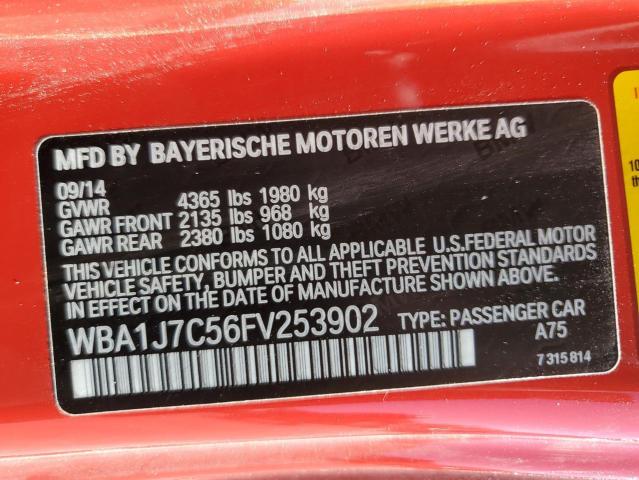 MFD BY BAYERISCHE MOTOREN WERKE AG
09/14
GVWR 4365 lbs 1980 kg
GAWR FRONT 2135 lbs 968 kg
GAWR REAR 2380 lbs 1080 kg
THIS VEHICLE CONFORMS TO ALL APPLICABLE U.S.FEDERAL MOTOR
VEHICLE SAFETY, BUMPER AND THEFT PREVENTION STANDARDS
IN EFFECT ON THE DATE OF MANUFACTURE SHOWN ABOVE.
WBA1J7C56FV253902 TYPE: PASSENGER CAR
A75
7 315 814